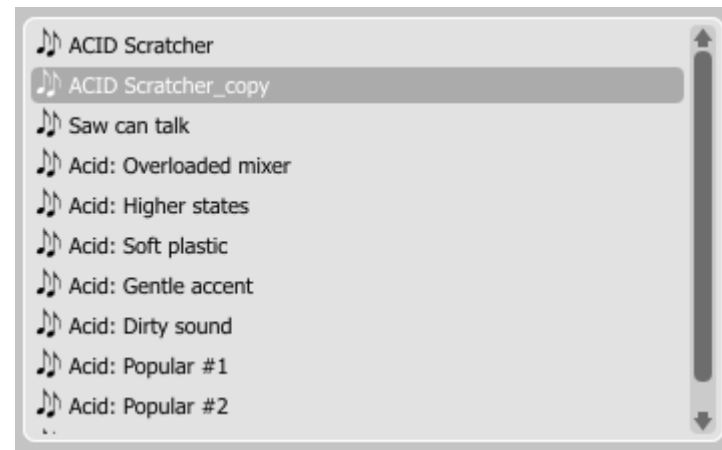 ACID Scratcher
ACID Scratcher_copy
Saw can talk
Acid: Overloaded mixer
Acid: Higher states
Acid: Soft plastic
Acid: Gentle accent
Acid: Dirty sound
Acid: Popular #1
Acid: Popular #2